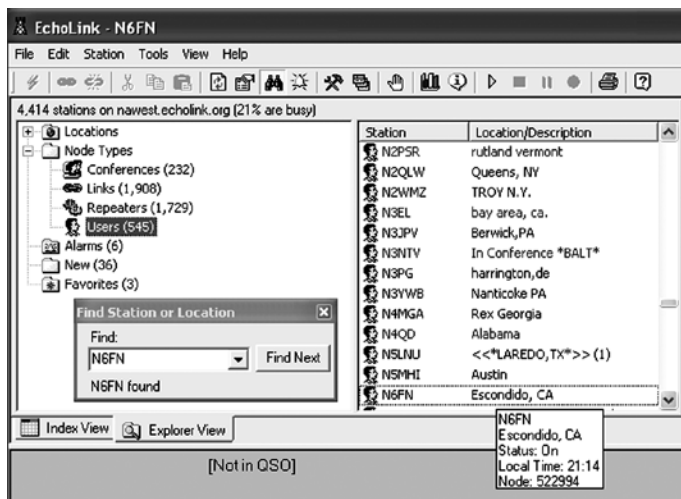 EchoLink - N6FN
File Edit Station Tools View Help
4,414 stations on nawest.echolink.org (21% are busy)
Locations
Node Types
Conferences (232)
Links (1,908)
Repeaters (1,729)
Users (545)
Alarms (6)
New (36)
Favorites (3)
Find Station or Location
Find:
N6FN
Find Next
N6FN found
Station Location/Description
N2PSR rutland vermont
N2QLW Queens, NY
N2WMZ TROY N.Y.
N3EL bay area, ca.
N3JPV Berwick,PA
N3NTV In Conference *BALT*
N3PG harrington,de
N3YWB Nanticoke PA
N4MGA Rex Georgia
N4QD Alabama
N5LNU <<*LAREDO,TX*>> (1)
N5MHI Austin
N6FN Escondido, CA
Index View Explorer View
N6FN
Escondido, CA
Status: On
Local Time: 21:14
Node: 522994
[Not in QSO]